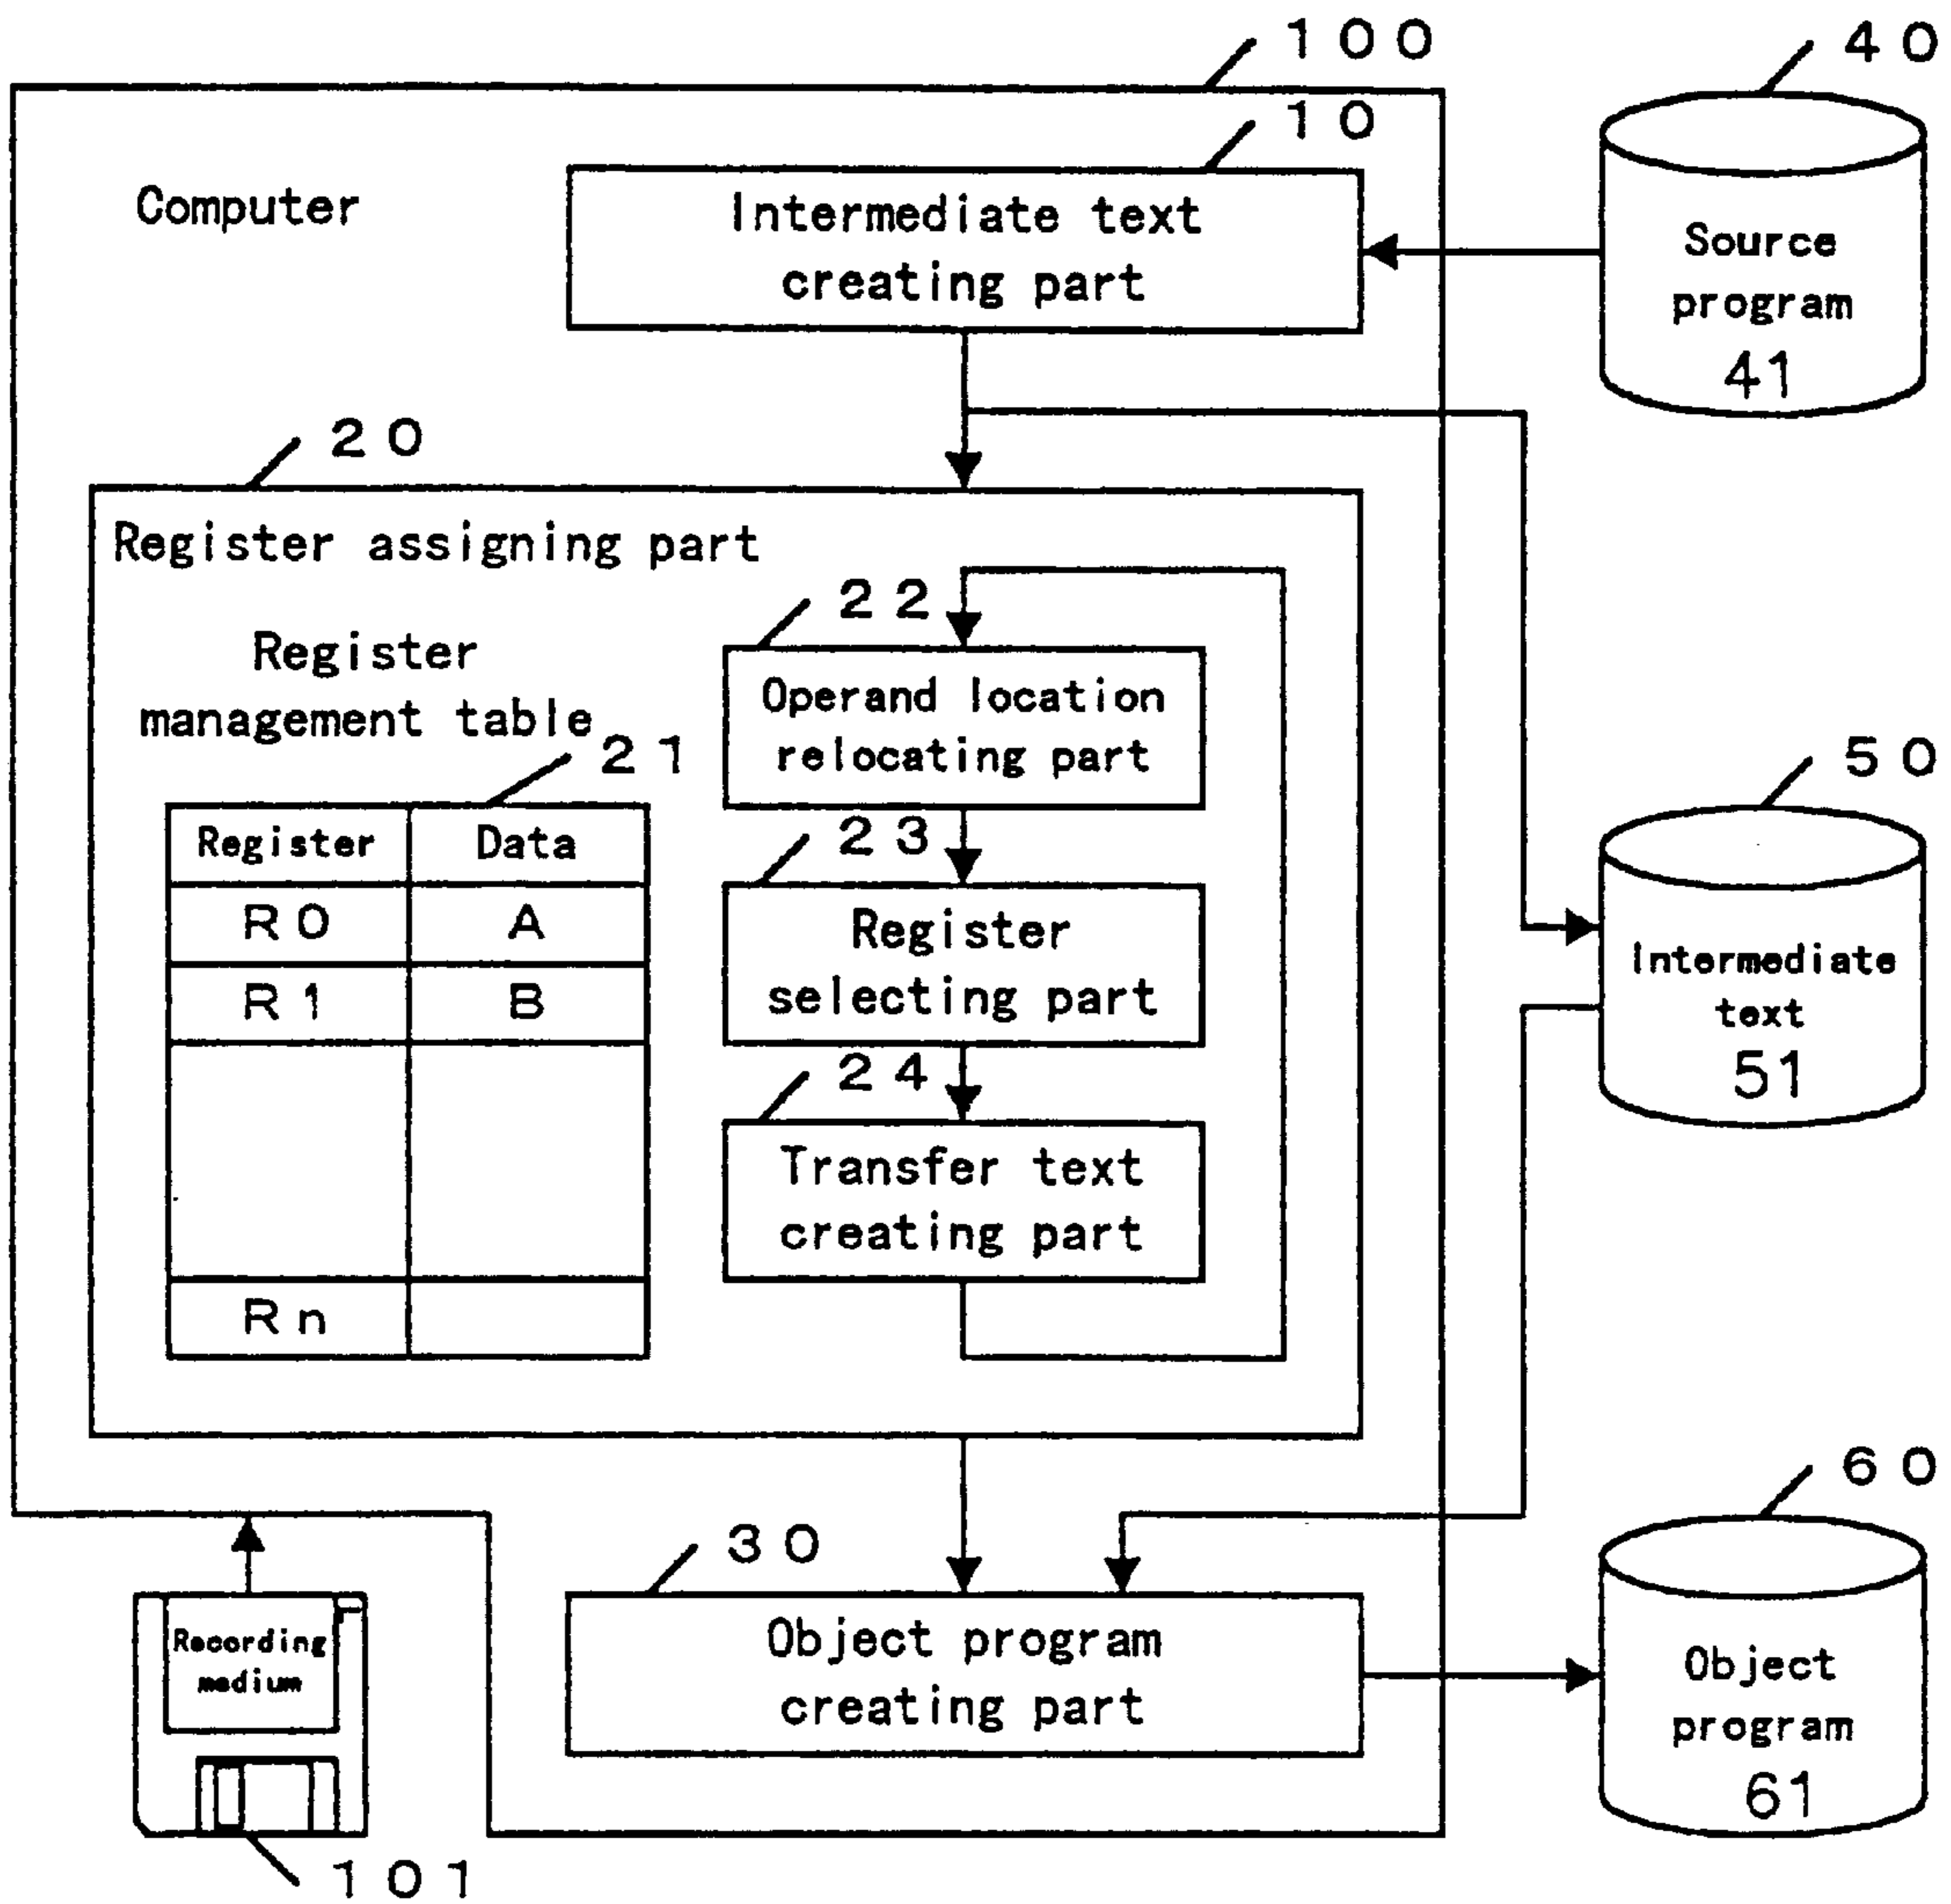 100
40
10
Computer
Intermediate text
creating part
Source
program
41
20
Register assigning part
22
Register
management table
Operand location
relocating part
21
50
Register Data
23
R0 A
Register
selecting part
R1 B
Intermediate
text
51
24
Transfer text
creating part
Rn
60
30
Recording
medium
Object program
creating part
Object
program
61
101